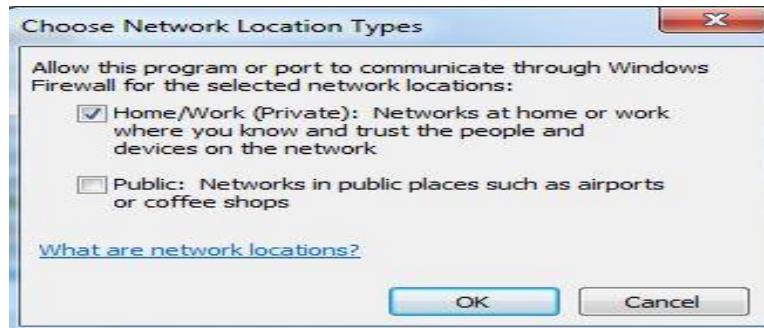 Choose Network Location Types
Allow this program or port to communicate through Windows
Firewall for the selected network locations:
Home/Work (Private): Networks at home or work
where you know and trust the people and
devices on the network
Public: Networks in public places such as airports
or coffee shops
What are network locations?
OK
Cancel